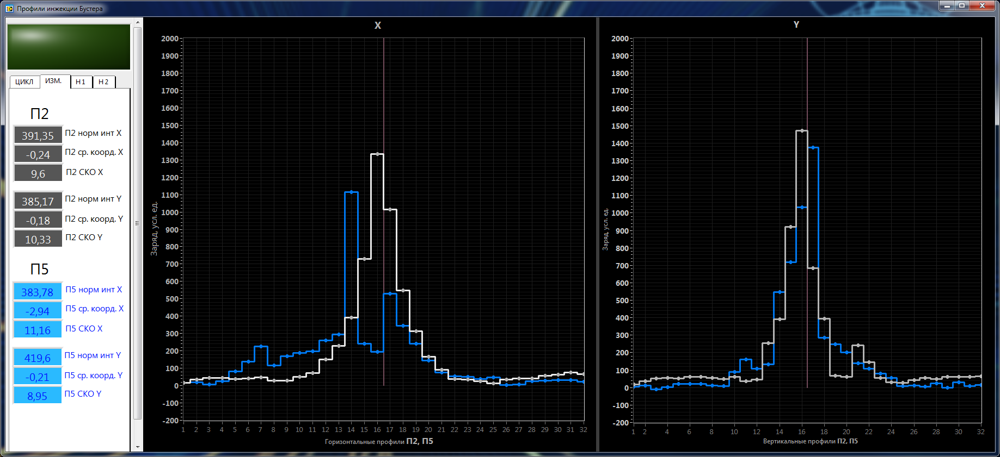 Профили инжекции Бустера
ЦИКЛ ИЗМ. Н1 Н2
П2
391,35 П2 норм инт X
-0,24 П2 ср. коорд. X
9,6 П2 СКО X
385,17 П2 норм инт Y
-0,18 П2 ср. коорд. Y
10,33 П2 СКО Y
П5
383,78 П5 норм инт X
-2,94 П5 ср. коорд. X
11,16 П5 СКО X
419,6 П5 норм инт Y
-0,21 П5 ср. коорд. Y
8,95 П5 СКО Y
X
2000
1900
1800
1700
1600
1500
1400
1300
1200
1100
1000
900
800
700
600
500
400
300
200
100
0
-100
-200
Заряд, усл. ед.
1 2 3 4 5 6 7 8 9 10 11 12 13 14 15 16 17 18 19 20 21 22 23 24 25 26 27 28 29 30 31 32
Горизонтальные профили П2, П5
Y
2000
1900
1800
1700
1600
1500
1400
1300
1200
1100
1000
900
800
700
600
500
400
300
200
100
0
-100
-200
Заряд, усл. ед.
1 2 4 6 8 10 12 14 16 18 20 22 24 26 28 30 32
Вертикальные профили П2, П5